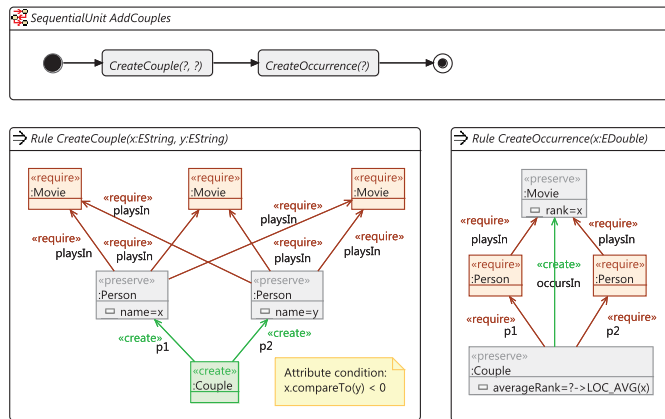 SequentialUnit AddCouples
CreateCouple(?, ?)
CreateOccurrence(?)
Rule CreateCouple(x:EString, y:EString)
«require»
:Movie
«require»
:Movie
«require»
:Movie
«require»
playsIn
«require»
playsIn
«require»
playsIn
«require»
playsIn
«require»
playsIn
«require»
playsIn
«preserve»
:Person
name=x
«preserve»
:Person
name=y
«create»
p1
«create»
p2
«create»
:Couple
Attribute condition:
x.compareTo(y) < 0
Rule CreateOccurrence(x:EDouble)
«preserve»
:Movie
rank=x
«require»
playsIn
«require»
playsIn
«require»
:Person
«create»
occursIn
«require»
:Person
«require»
p1
«require»
p2
«preserve»
:Couple
averageRank=?->LOC_AVG(x)